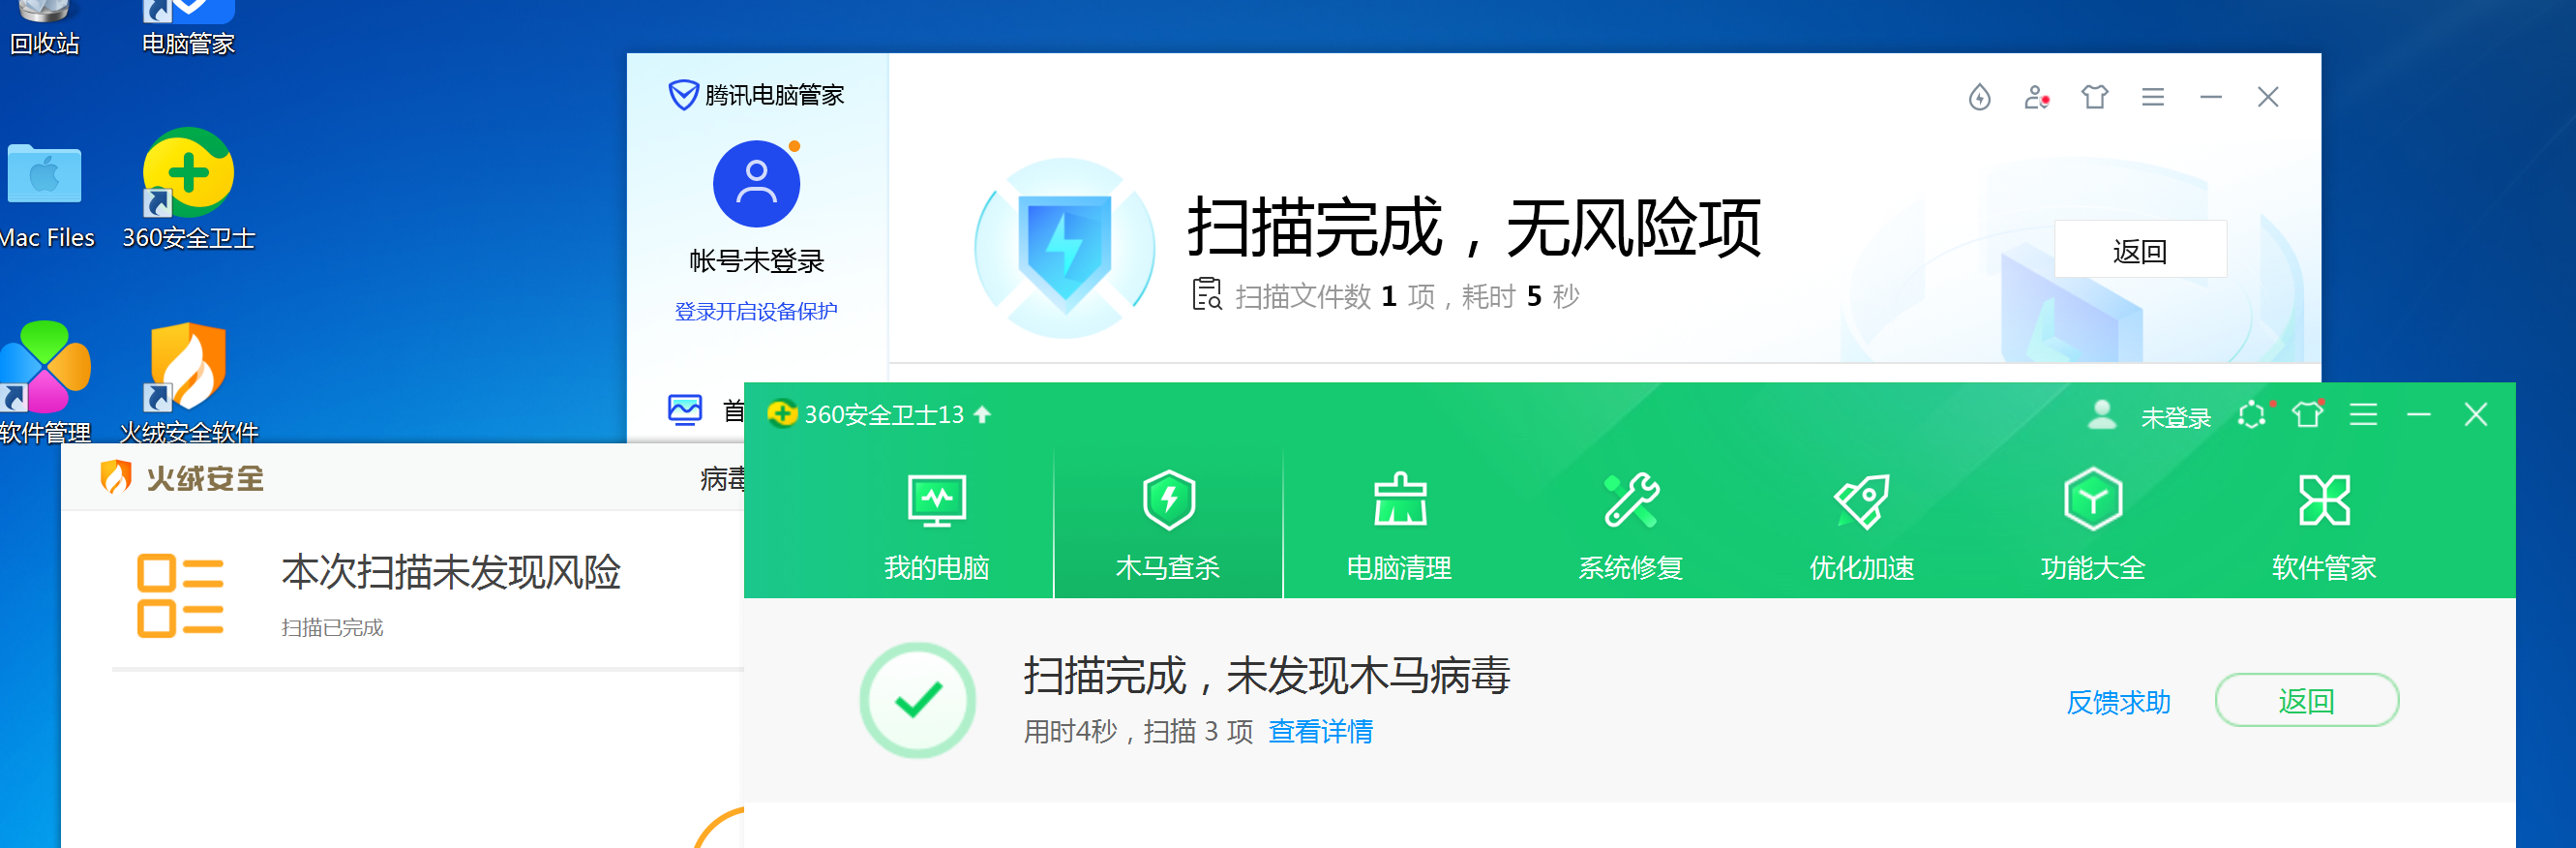 回收站
电脑管家
Mac Files
360安全卫士
软件管理
火绒安全软件
腾讯电脑管家
帐号未登录
登录开启设备保护
首
扫描完成，无风险项
扫描文件数 1 项，耗时 5 秒
返回
火绒安全
病毒
本次扫描未发现风险
扫描已完成
360安全卫士13
未登录
我的电脑
木马查杀
电脑清理
系统修复
优化加速
功能大全
软件管家
扫描完成，未发现木马病毒
用时4秒，扫描 3 项 查看详情
反馈求助
返回